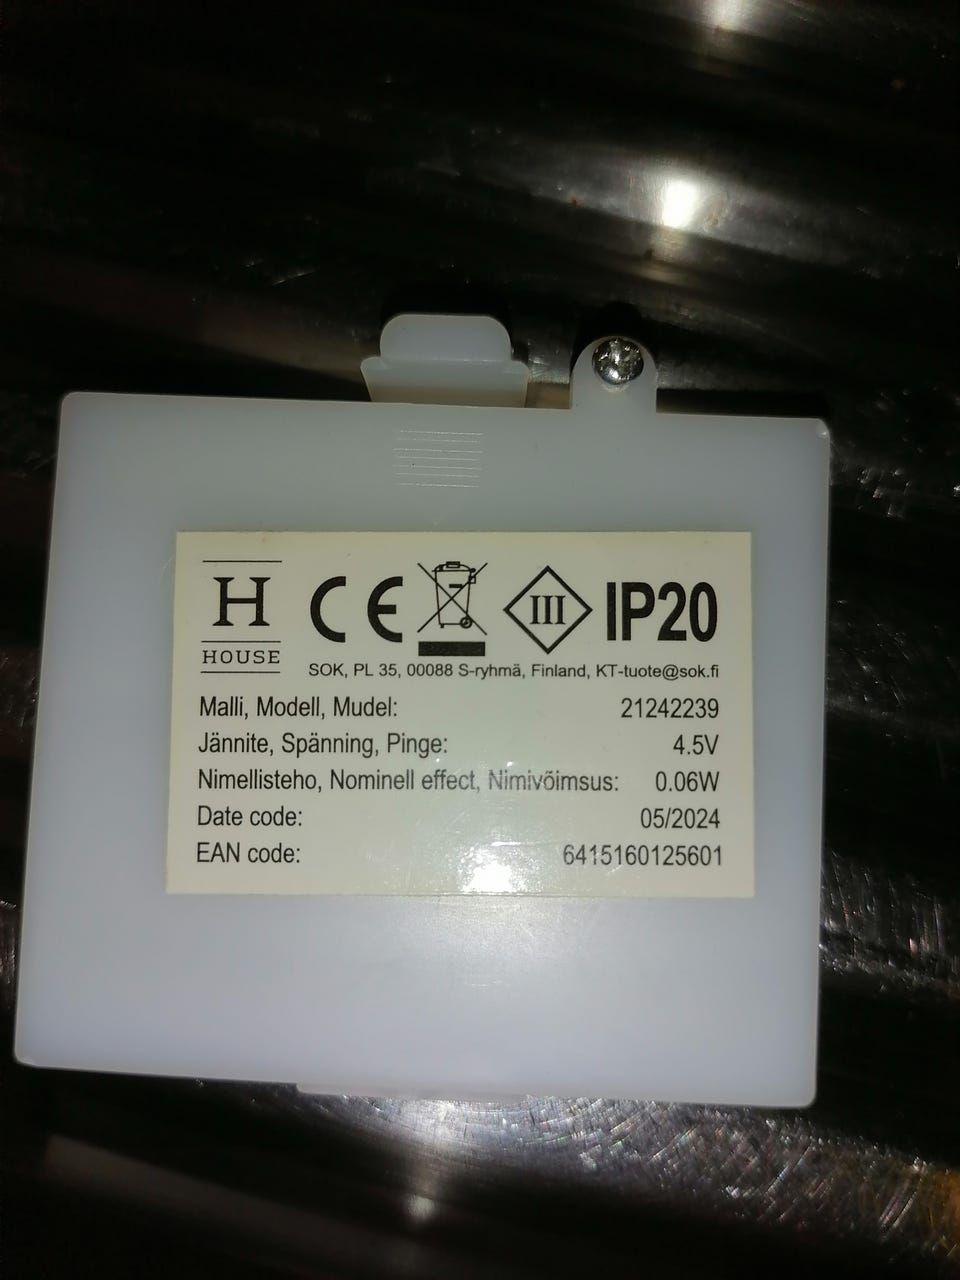 H
HOUSE
CE
III
IP20
SOK, PL 35, 00088 S-ryhmä, Finland, KT-tuote@sok.fi
Malli, Modell, Mudel: 21242239
Jännite, Spänning, Pinge: 4.5V
Nimellisteho, Nominell effect, Nimivõimsus: 0.06W
Date code: 05/2024
EAN code: 6415160125601